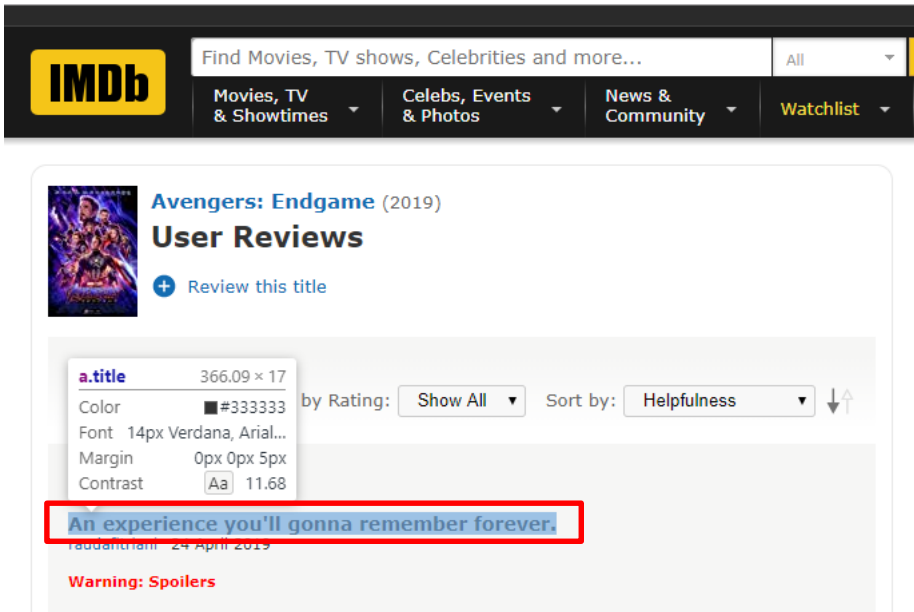 IMDb
Find Movies, TV shows, Celebrities and more...
All
Movies, TV
& Showtimes
Celebs, Events
& Photos
News &
Community
Watchlist
Avengers: Endgame (2019)
User Reviews
Review this title
a.title 366.09 × 17
Color #333333
Font 14px Verdana, Arial...
Margin 0px 0px 5px
Contrast Aa 11.68
by Rating: Show All Sort by: Helpfulness
An experience you'll gonna remember forever.
raudafitriani 24 April 2019
Warning: Spoilers